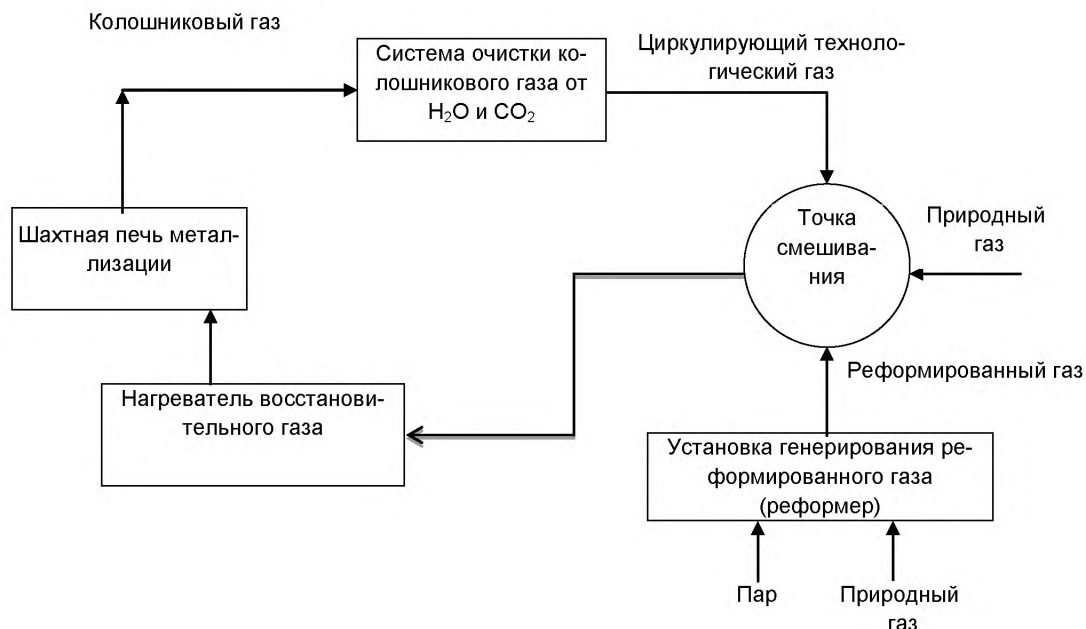 Колошниковый газ
Система очистки ко-
лошникового газа от
H₂O и CO₂
Циркулирующий техноло-
гический газ
Шахтная печь метал-
лизации
Точка
смешива-
ния
Природный
газ
Нагреватель восстанови-
тельного газа
Реформированный газ
Установка генерирования ре-
формированного газа
(реформер)
Пар
Природный
газ